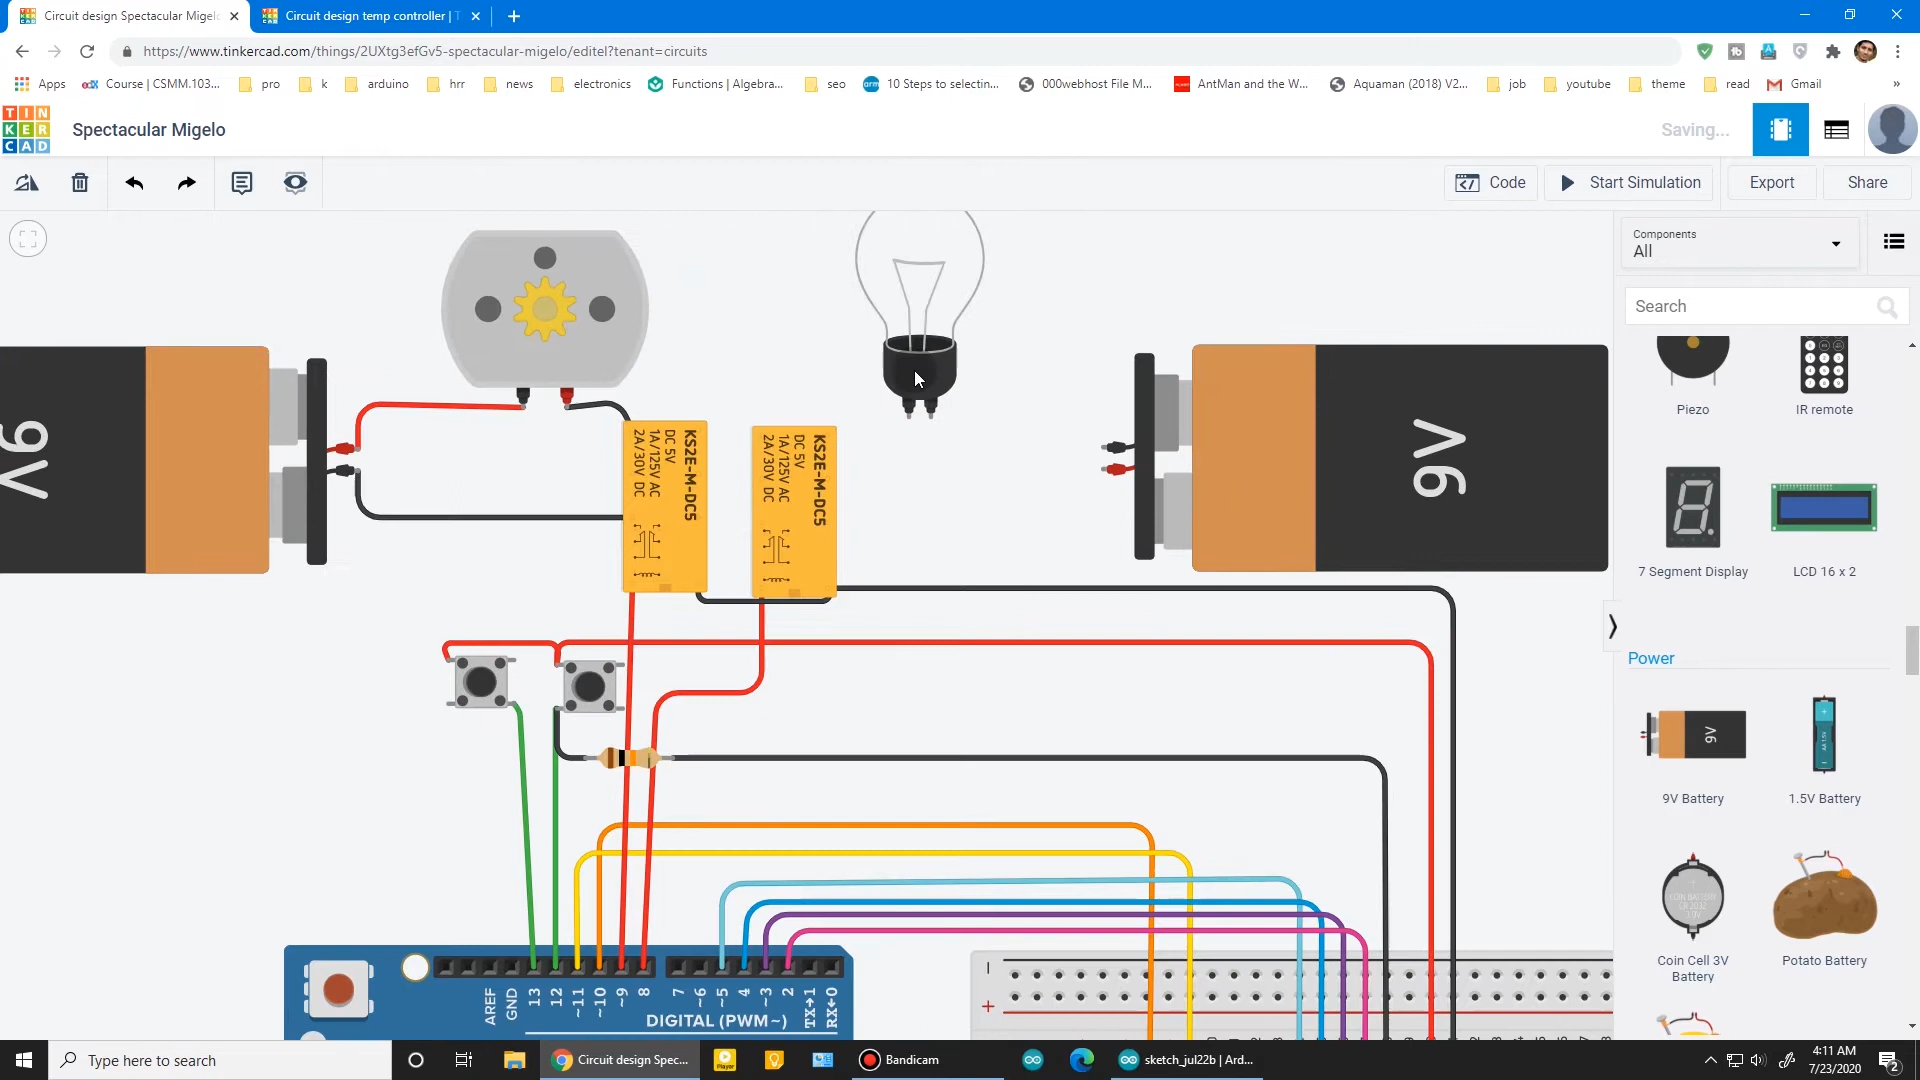 Circuit design Spectacular Migelo
Circuit design temp controller | T
https://www.tinkercad.com/things/2UXtg3efGv5-spectacular-migelo/editel?tenant=circuits
Apps
Course | CSMM.103...
pro
k
arduino
hrr
news
electronics
Functions | Algebra...
seo
10 Steps to selectin...
000webhost File M...
AntMan and the W...
Aquaman (2018) V2...
job
youtube
theme
read
Gmail
»
TIN
KER
CAD
Spectacular Migelo
Saving...
Code
Start Simulation
Export
Share
Components
All
Search
Piezo
IR remote
7 Segment Display
LCD 16 x 2
Power
9V
9V Battery
1.5V Battery
Coin Cell 3V
Battery
Potato Battery
9V
9V
KS2E-M-DC5
DC 5V
1A/125V AC
2A/30V DC
KS2E-M-DC5
DC 5V
1A/125V AC
2A/30V DC
AREF
GND
13
12
~11
~10
~9
8
7
~6
~5
4
~3
2
TX→1
RX←0
DIGITAL (PWM~)
Type here to search
Circuit design Spec...
Bandicam
sketch_jul22b | Ard...
4:11 AM
7/23/2020
2